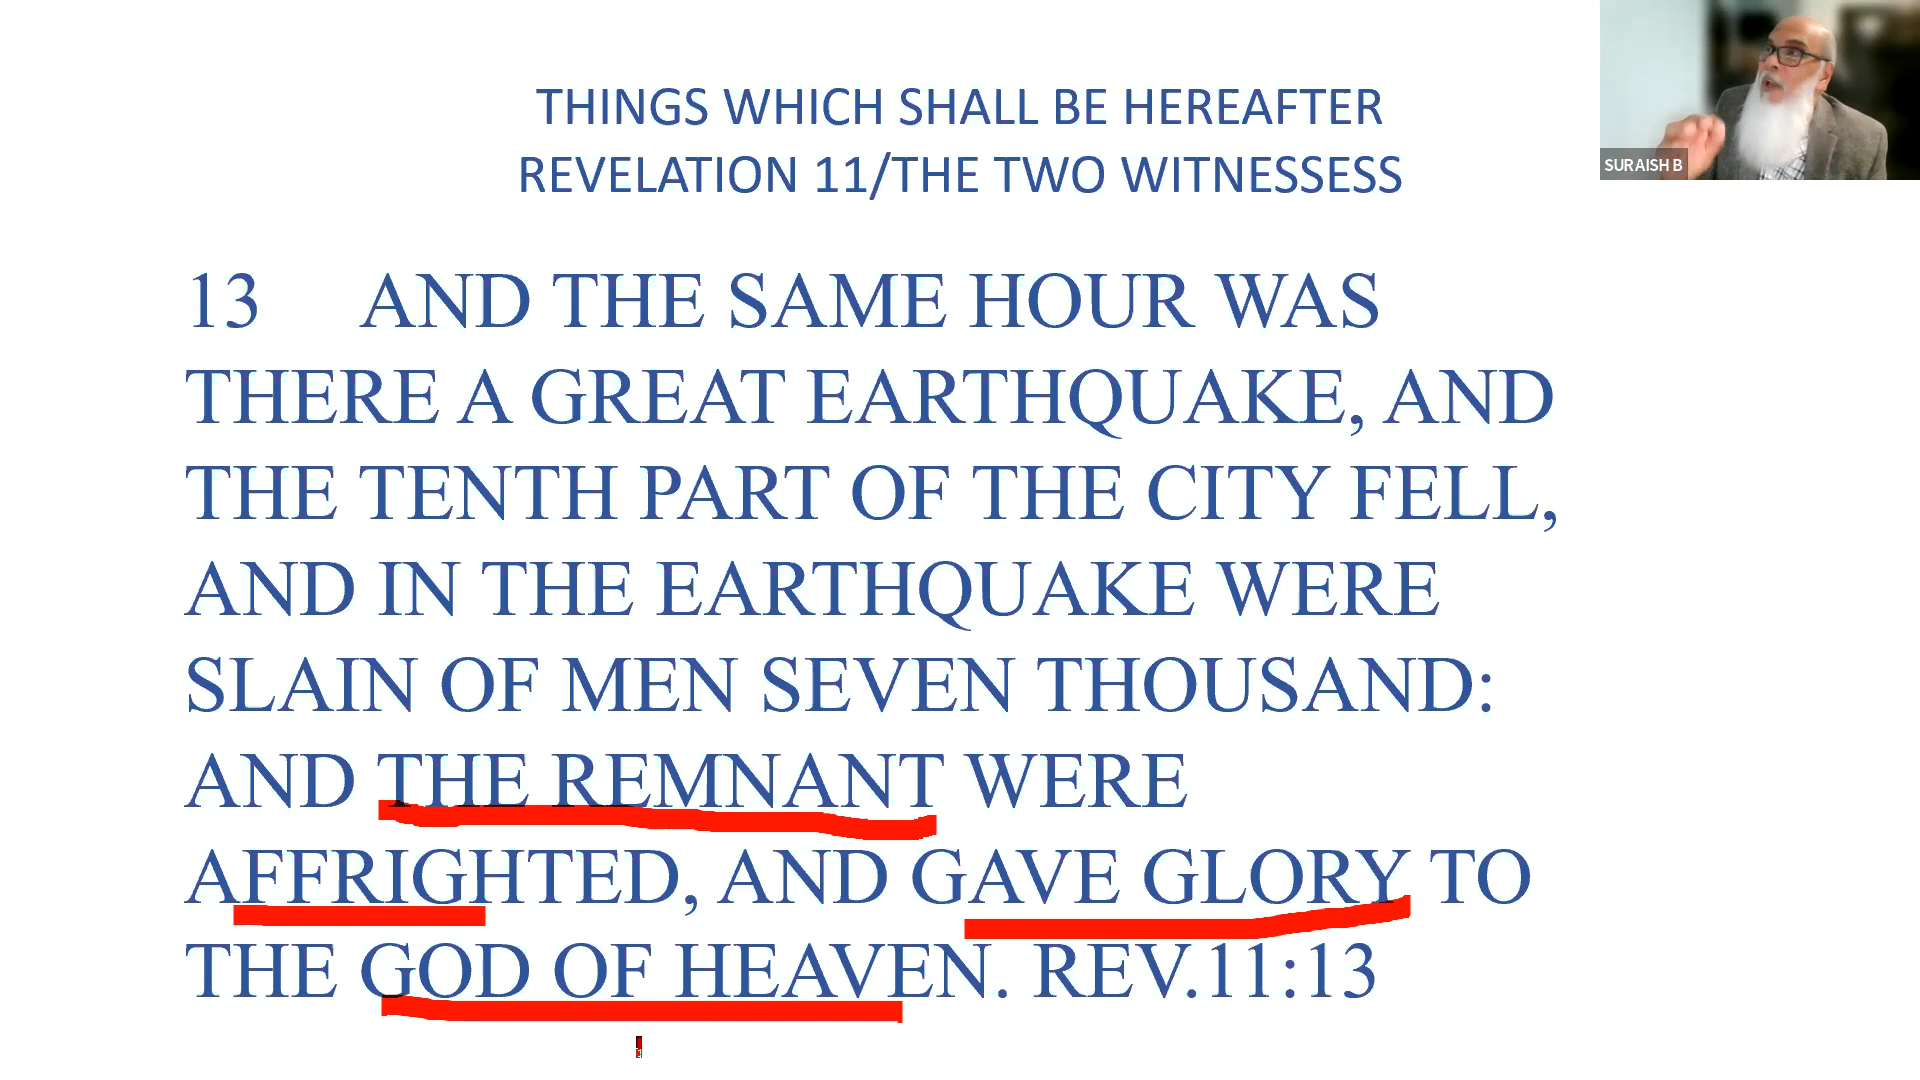 THINGS WHICH SHALL BE HEREAFTER
REVELATION 11/THE TWO WITNESSESS
SURAISH B
13 AND THE SAME HOUR WAS
THERE A GREAT EARTHQUAKE, AND
THE TENTH PART OF THE CITY FELL,
AND IN THE EARTHQUAKE WERE
SLAIN OF MEN SEVEN THOUSAND:
AND THE REMNANT WERE
AFFRIGHTED, AND GAVE GLORY TO
THE GOD OF HEAVEN. REV.11:13